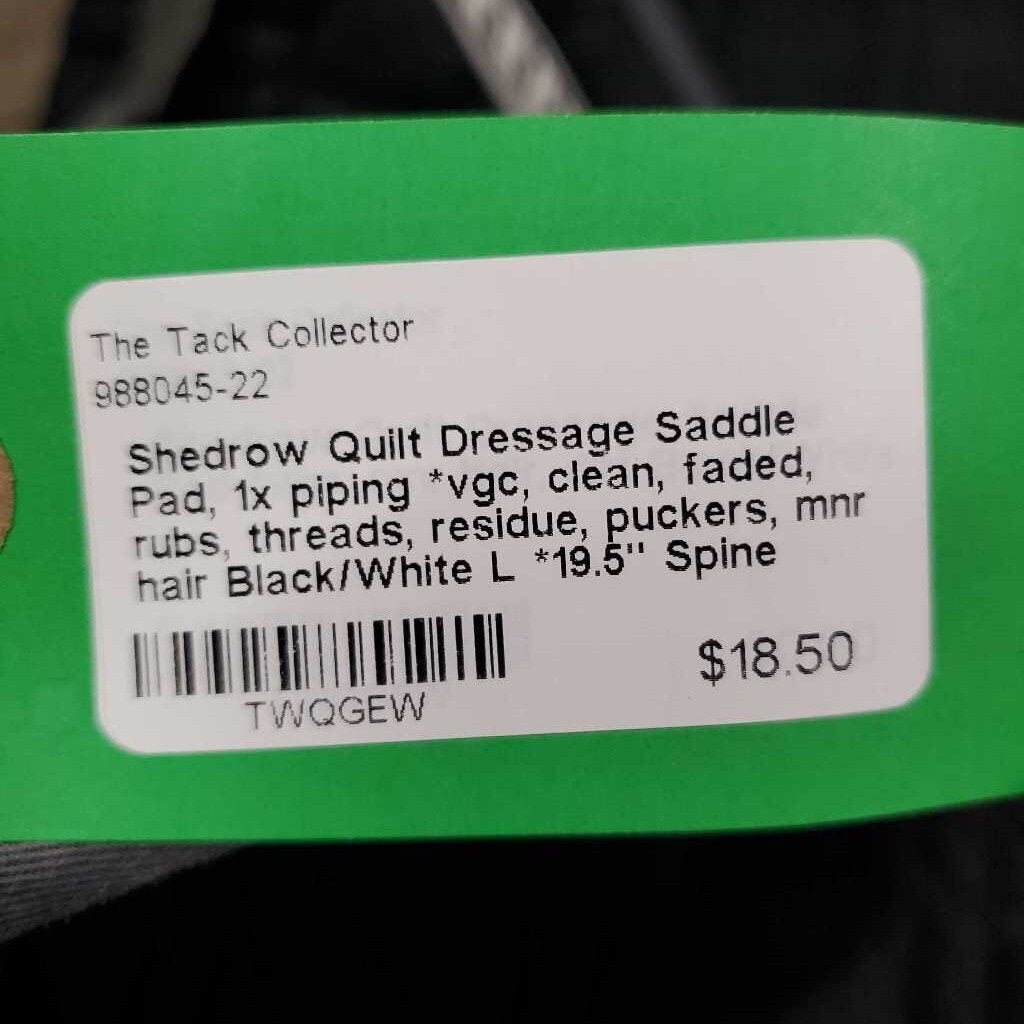 The Tack Collector
988045-22
Shedrow Quilt Dressage Saddle
Pad, 1x piping *vgc, clean, faded,
rubs, threads, residue, puckers, mnr
hair Black/White L *19.5" Spine
$18.50
TWQGEW